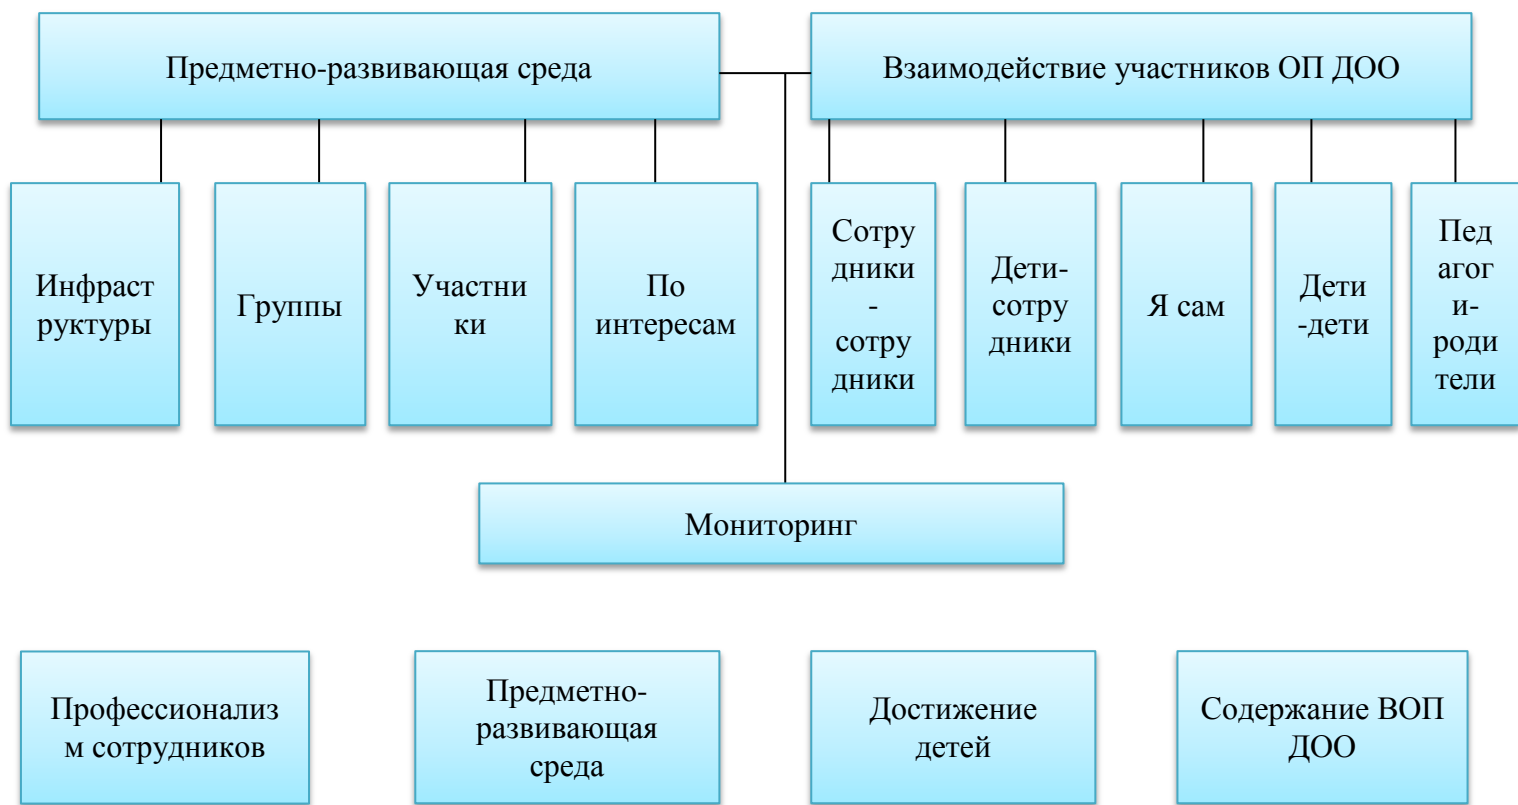 Предметно-развивающая среда
Взаимодействие участников ОП ДОО
Инфраст
руктуры
Группы
Участни
ки
По
интересам
Сотру
дники
-
сотру
дники
Дети-
сотру
дники
Я сам
Дети
-дети
Пед
агог
и-
роди
тели
Мониторинг
Профессионализ
м сотрудников
Предметно-
развивающая
среда
Достижение
детей
Содержание ВОП
ДОО